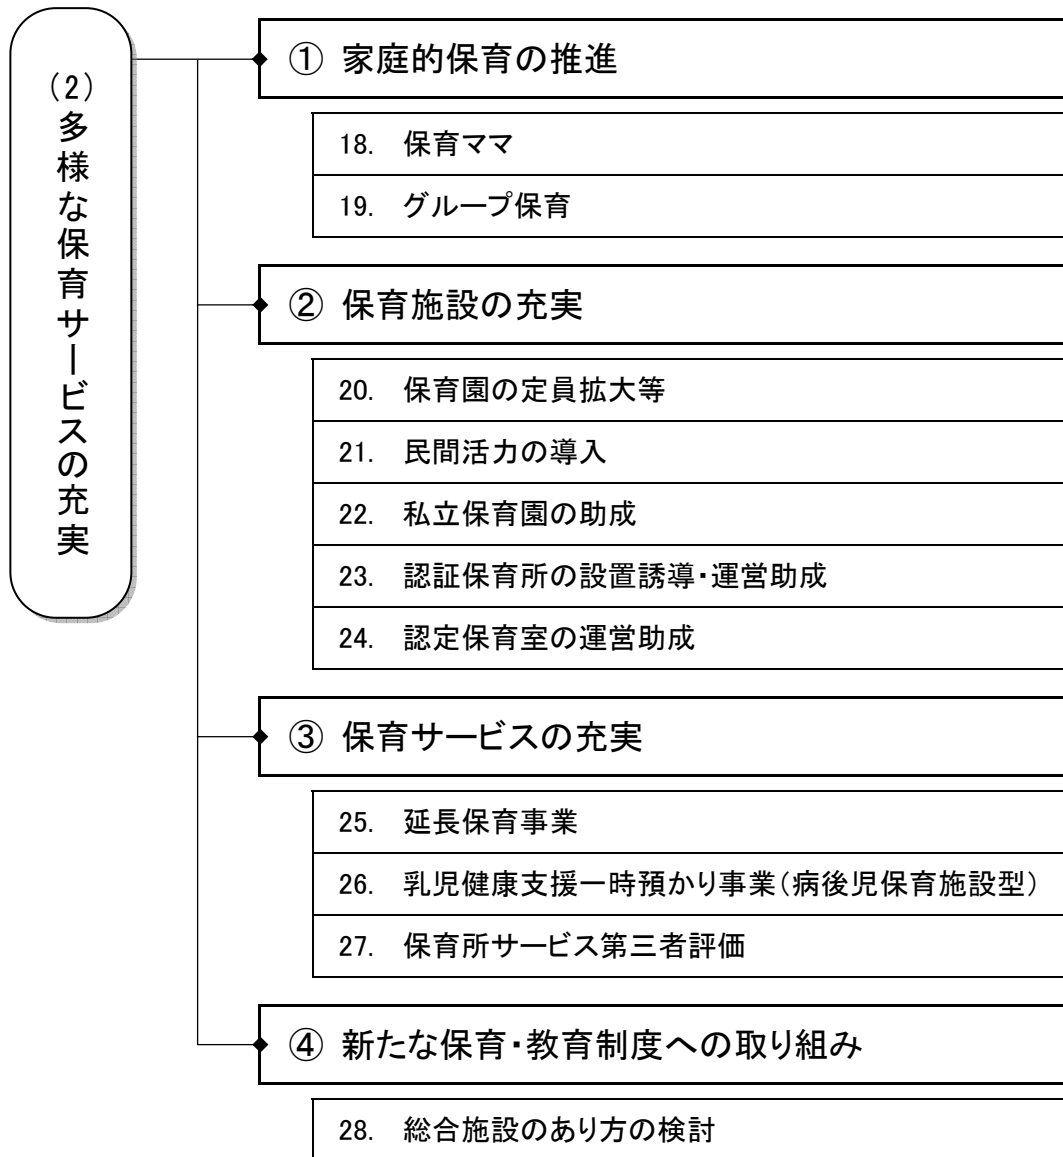 (2)多様な保育サービスの充実
① 家庭的保育の推進
18. 保育ママ
19. グループ保育
② 保育施設の充実
20. 保育園の定員拡大等
21. 民間活力の導入
22. 私立保育園の助成
23. 認証保育所の設置誘導・運営助成
24. 認定保育室の運営助成
③ 保育サービスの充実
25. 延長保育事業
26. 乳児健康支援一時預かり事業(病後児保育施設型)
27. 保育所サービス第三者評価
④ 新たな保育・教育制度への取り組み
28. 総合施設のあり方の検討